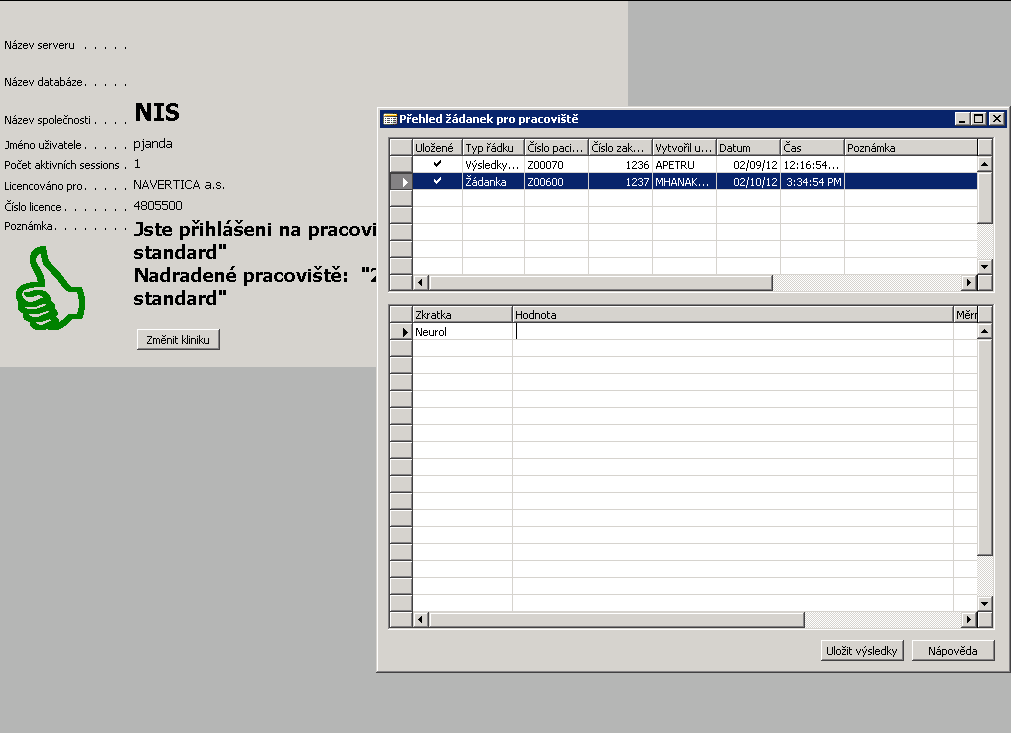 Název serveru . . . . .
Název databáze . . . . .
Název společnosti . . . . NIS
Jméno uživatele . . . . . pjanda
Počet aktivních sessions . 1
Licencováno pro . . . . . NAVERTICA a.s.
Číslo licence . . . . . . . 4805500
Poznámka . . . . . . . . Jste přihlášeni na pracovi
standard"
Nadradené pracoviště: "2
standard"
Změnit kliniku
Přehled žádanek pro pracoviště
Uložené Typ řádku Číslo paci... Číslo zak... Vytvořil u... Datum Čas Poznámka
Výsledky... Z00070 1236 APETRU 02/09/12 12:16:54...
Žádanka Z00600 1237 MHANAK... 02/10/12 3:34:54 PM
Zkratka Hodnota Měrn
Neurol
Uložit výsledky Nápověda